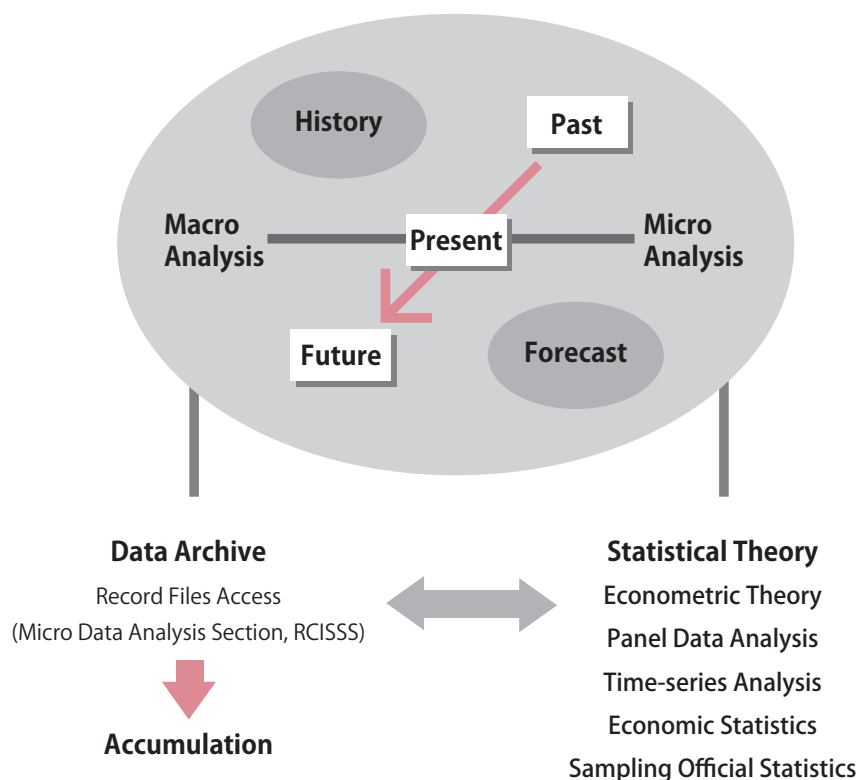 History
Past
Macro
Analysis
Present
Micro
Analysis
Future
Forecast
Data Archive
Record Files Access
(Micro Data Analysis Section, RCISSS)
Accumulation
Statistical Theory
Econometric Theory
Panel Data Analysis
Time-series Analysis
Economic Statistics
Sampling Official Statistics